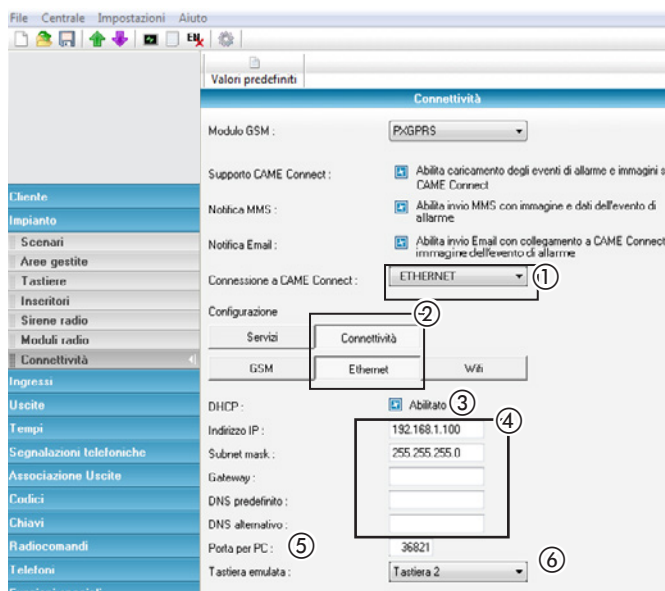 File Centrale Impostazioni Aiuto
Valori predefiniti
Connettività
Modulo GSM : PXGPRS
Supporto CAME Connect : Abilita caricamento degli eventi di allarme e immagini s
CAME Connect
Notifica MMS : Abilita invio MMS con immagine e dati dell'evento di
allarme
Notifica Email : Abilita invio Email con collegamento a CAME Connect
immagine dell'evento di allarme
Connessione a CAME Connect : ETHERNET 1
Configurazione 2
Servizi Connettività
GSM Ethernet Wifi
DHCP : Abilitato 3
Indirizzo IP : 192.168.1.100 4
Subnet mask : 255.255.255.0
Gateway :
DNS predefinito :
DNS alternativo :
Porta per PC : 5 36821
Tastiera emulata : Tastiera 2 6
Cliente
Impianto
Scenari
Aree gestite
Tastiere
Inseritori
Sirene radio
Moduli radio
Connettività
Ingressi
Uscite
Tempi
Segnalazioni telefoniche
Associazione Uscite
Codici
Chiavi
Radiocomandi
Telefoni